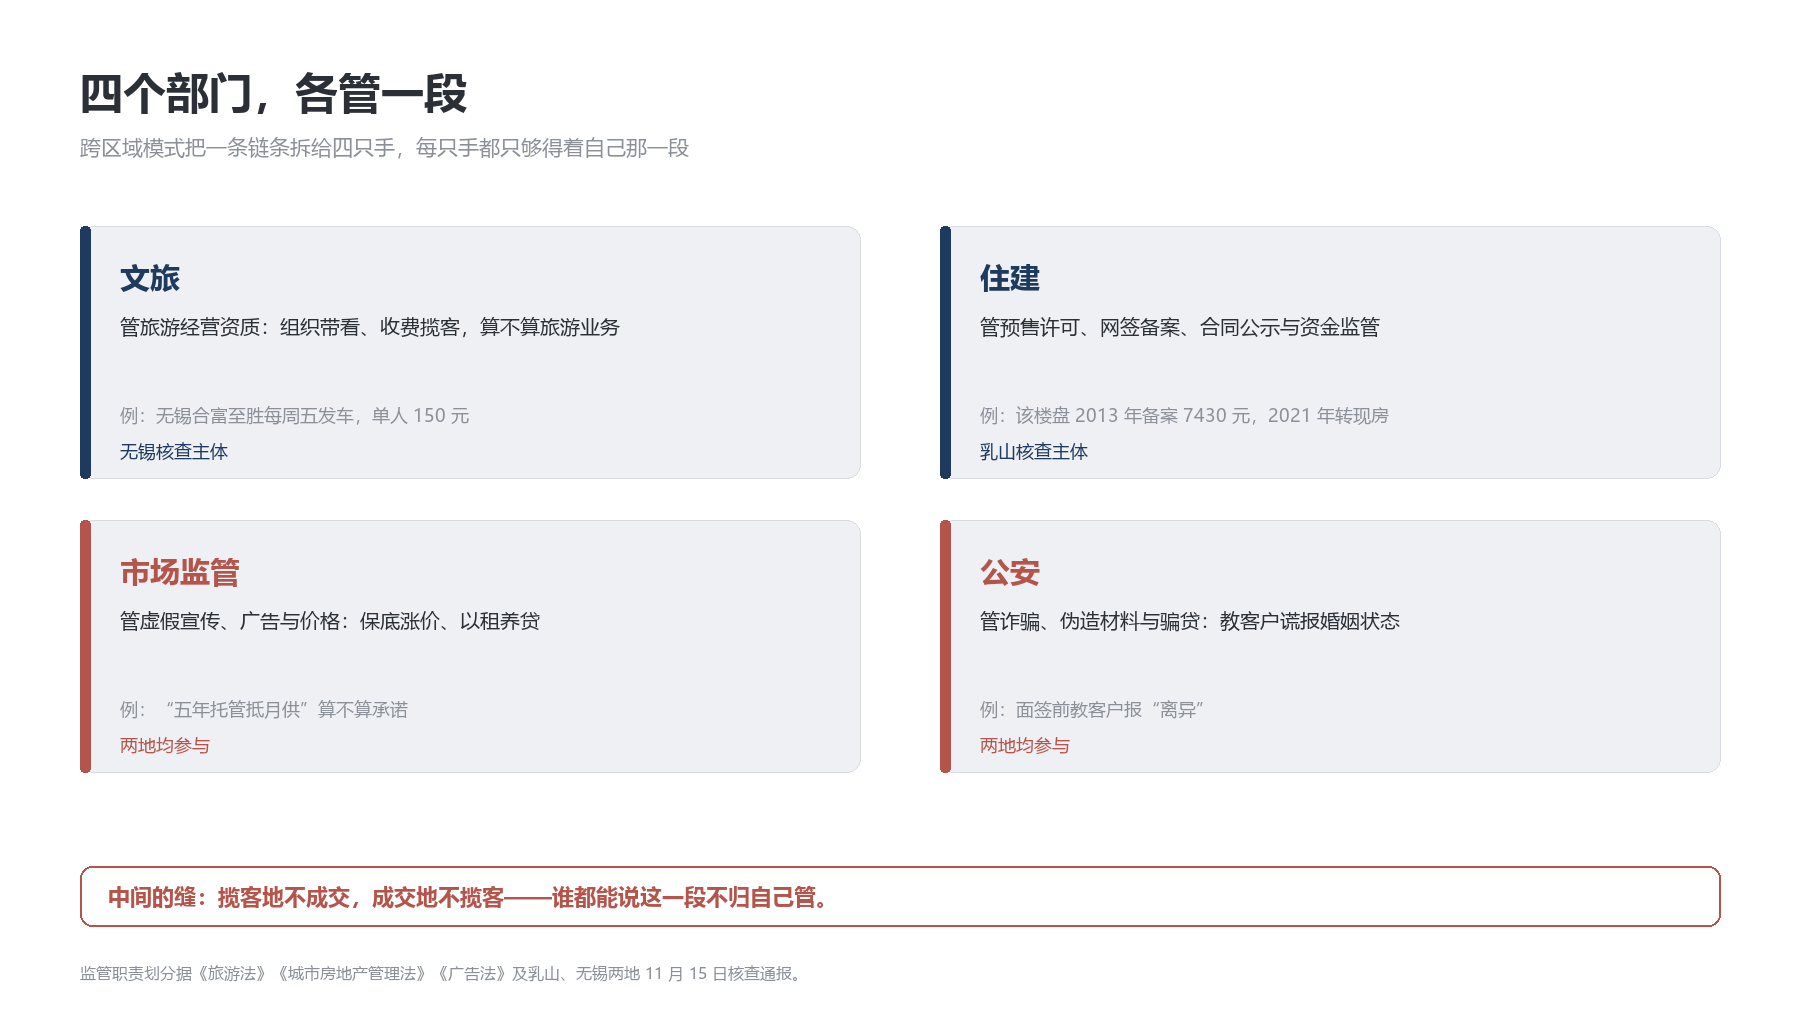 四个部门，各管一段
跨区域模式把一条链条拆给四只手，每只手都只够得着自己那一段
文旅
管旅游经营资质：组织带看、收费揽客，算不算旅游业务
例：无锡合富至胜每周五发车，单人 150 元
无锡核查主体
住建
管预售许可、网签备案、合同公示与资金监管
例：该楼盘 2013 年备案 7430 元，2021 年转现房
乳山核查主体
市场监管
管虚假宣传、广告与价格：保底涨价、以租养贷
例：“五年托管抵月供”算不算承诺
两地均参与
公安
管诈骗、伪造材料与骗贷：教客户谎报婚姻状态
例：面签前教客户报“离异”
两地均参与
中间的缝：揽客地不成交，成交地不揽客——谁都能说这一段不归自己管。
监管职责划分据《旅游法》《城市房地产管理法》《广告法》及乳山、无锡两地 11 月 15 日核查通报。